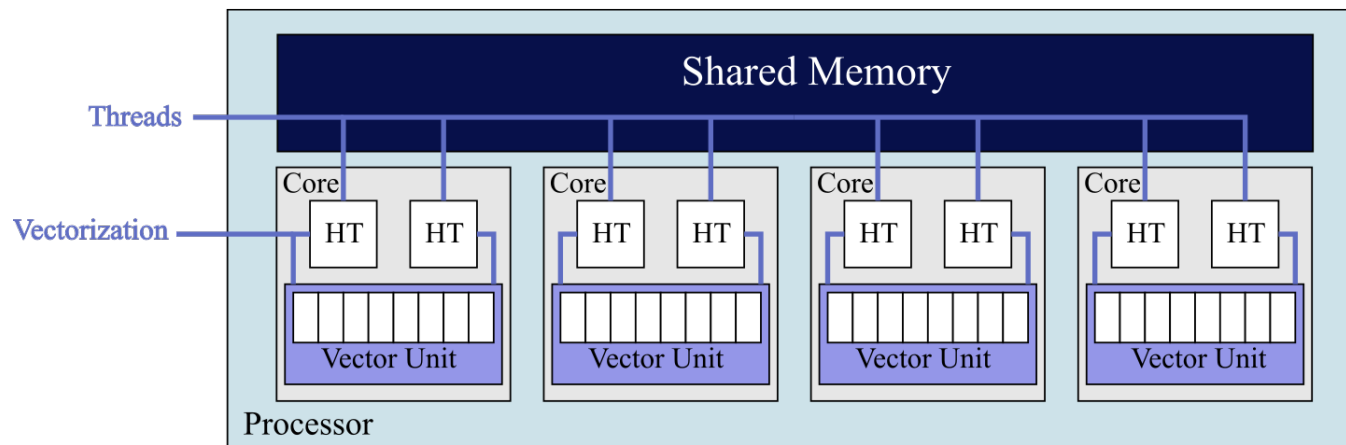 Shared Memory
Threads
Core Core Core Core
Vectorization
HT HT HT HT HT HT HT HT
Vector Unit Vector Unit Vector Unit Vector Unit
Processor